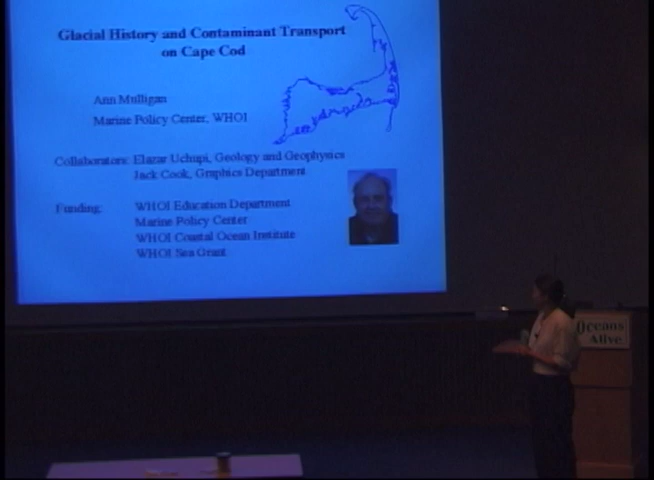 Glacial History and Contaminant Transport
on Cape Cod
Ann Mulligan
Marine Policy Center, WHOI
Collaborators: Elazar Uchupi, Geology and Geophysics
Jack Cook, Graphics Department
Funding: WHOI Education Department
Marine Policy Center
WHOI Coastal Ocean Institute
WHOI Sea Grant
Oceans
Alive